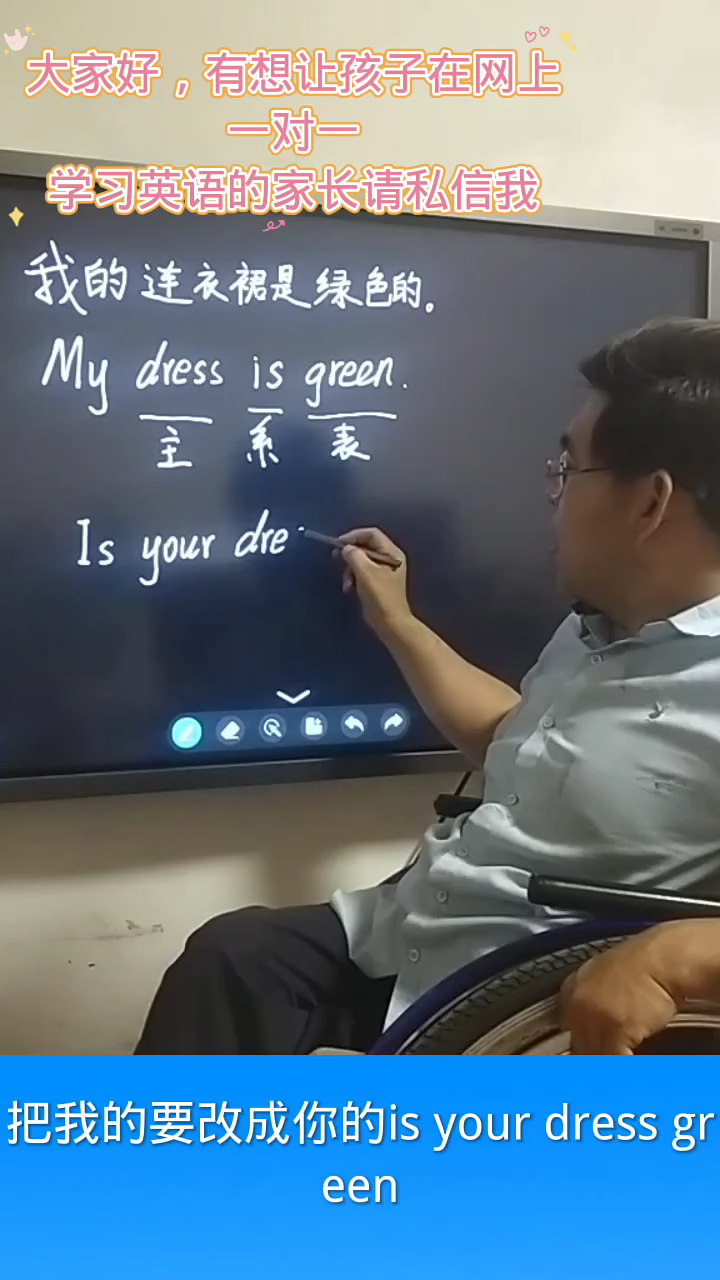 大家好，有想让孩子在网上
一对一
学习英语的家长请私信我
我的连衣裙是绿色的。
My dress is green.
主 系 表
Is your dre
把我的要改成你的is your dress gr
een